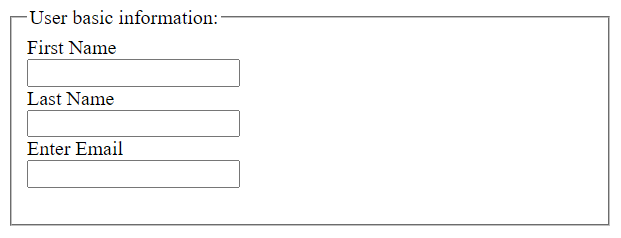 User basic information:
First Name
Last Name
Enter Email